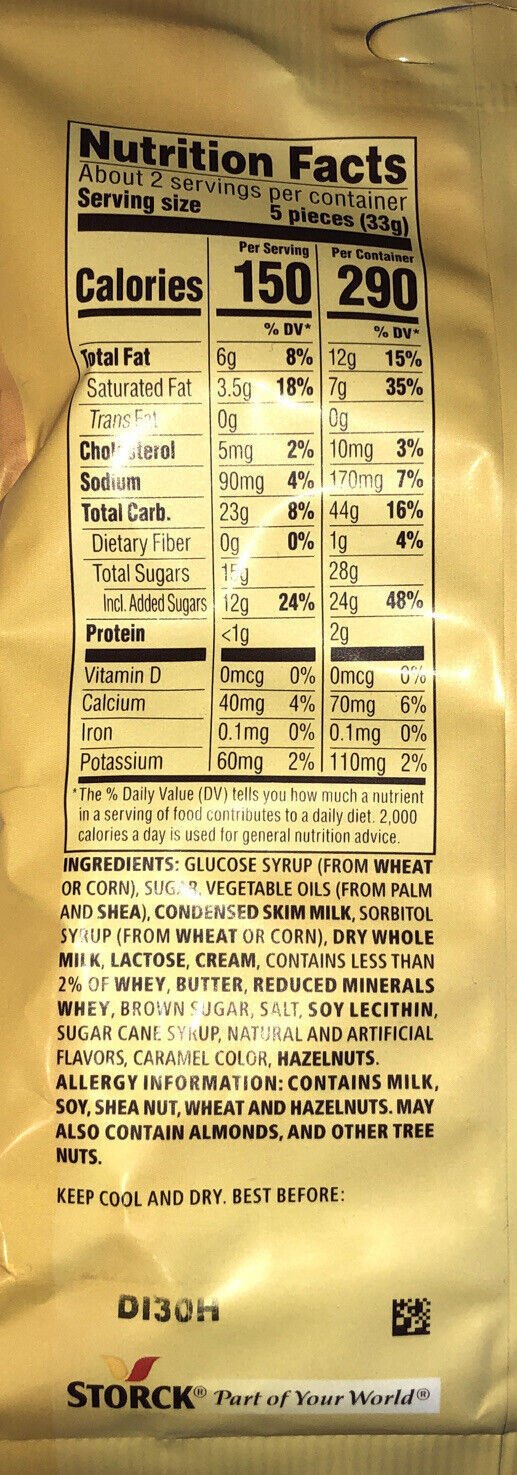 Nutrition Facts
About 2 servings per container
Serving size 5 pieces (33g)
Per Serving Per Container
Calories 150 290
% DV* % DV*
Total Fat 6g 8% 12g 15%
Saturated Fat 3.5g 18% 7g 35%
Trans Fat 0g 0g
Cholesterol 5mg 2% 10mg 3%
Sodium 90mg 4% 170mg 7%
Total Carb. 23g 8% 44g 16%
Dietary Fiber 0g 0% 1g 4%
Total Sugars 28g
Incl. Added Sugars 12g 24% 24g 48%
Protein <1g 2g
Vitamin D 0mcg 0% 0mcg 0%
Calcium 40mg 4% 70mg 6%
Iron 0.1mg 0% 0.1mg 0%
Potassium 60mg 2% 110mg 2%
*The % Daily Value (DV) tells you how much a nutrient
in a serving of food contributes to a daily diet. 2,000
calories a day is used for general nutrition advice.
INGREDIENTS: GLUCOSE SYRUP (FROM WHEAT
OR CORN), SUGAR, VEGETABLE OILS (FROM PALM
AND SHEA), CONDENSED SKIM MILK, SORBITOL
SYRUP (FROM WHEAT OR CORN), DRY WHOLE
MILK, LACTOSE, CREAM, CONTAINS LESS THAN
2% OF WHEY, BUTTER, REDUCED MINERALS
WHEY, BROWN SUGAR, SALT, SOY LECITHIN,
SUGAR CANE SYRUP, NATURAL AND ARTIFICIAL
FLAVORS, CARAMEL COLOR, HAZELNUTS.
ALLERGY INFORMATION: CONTAINS MILK,
SOY, SHEA NUT, WHEAT AND HAZELNUTS. MAY
ALSO CONTAIN ALMONDS, AND OTHER TREE
NUTS.
KEEP COOL AND DRY. BEST BEFORE:
DI30H
STORCK® Part of Your World®